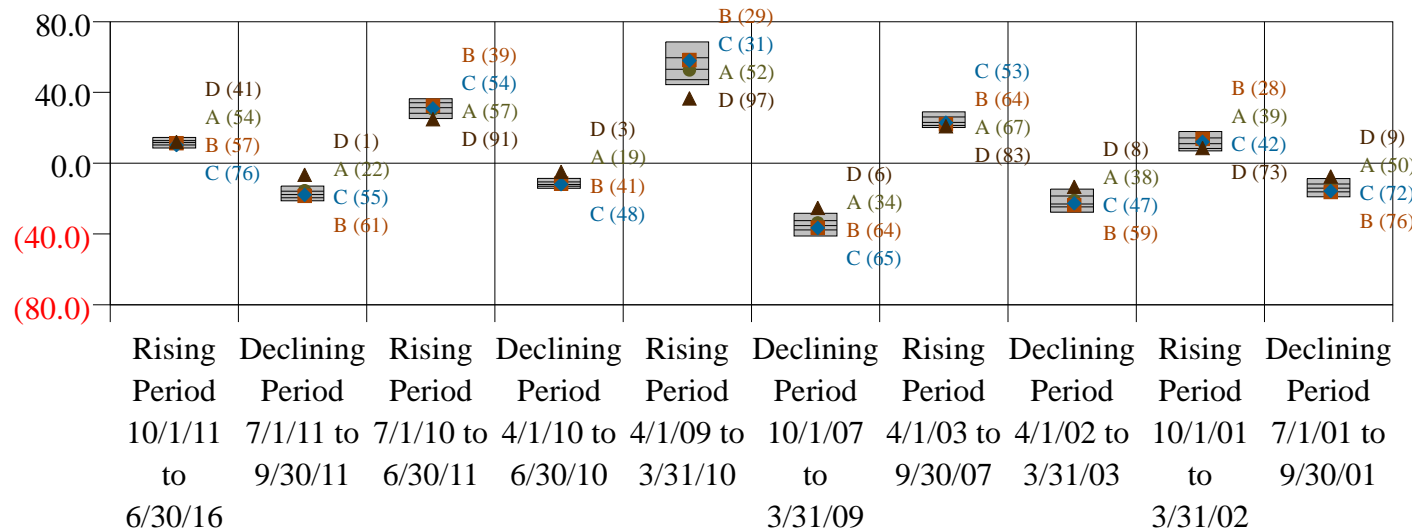 80.0
40.0
0.0
(40.0)
(80.0)
D (41)
A (54)
B (57)
C (76)
D (1)
A (22)
C (55)
B (61)
B (39)
C (54)
A (57)
D (91)
D (3)
A (19)
B (41)
C (48)
B (29)
C (31)
A (52)
D (97)
D (6)
A (34)
B (64)
C (65)
C (53)
B (64)
A (67)
D (83)
D (8)
A (38)
C (47)
B (59)
B (28)
A (39)
C (42)
D (73)
D (9)
A (50)
C (72)
B (76)
Rising
Period
10/1/11
to
6/30/16
Declining
Period
7/1/11 to
9/30/11
Rising
Period
7/1/10 to
6/30/11
Declining
Period
4/1/10 to
6/30/10
Rising
Period
4/1/09 to
3/31/10
Declining
Period
10/1/07
to
3/31/09
Rising
Period
4/1/03 to
9/30/07
Declining
Period
4/1/02 to
3/31/03
Rising
Period
10/1/01
to
3/31/02
Declining
Period
7/1/01 to
9/30/01